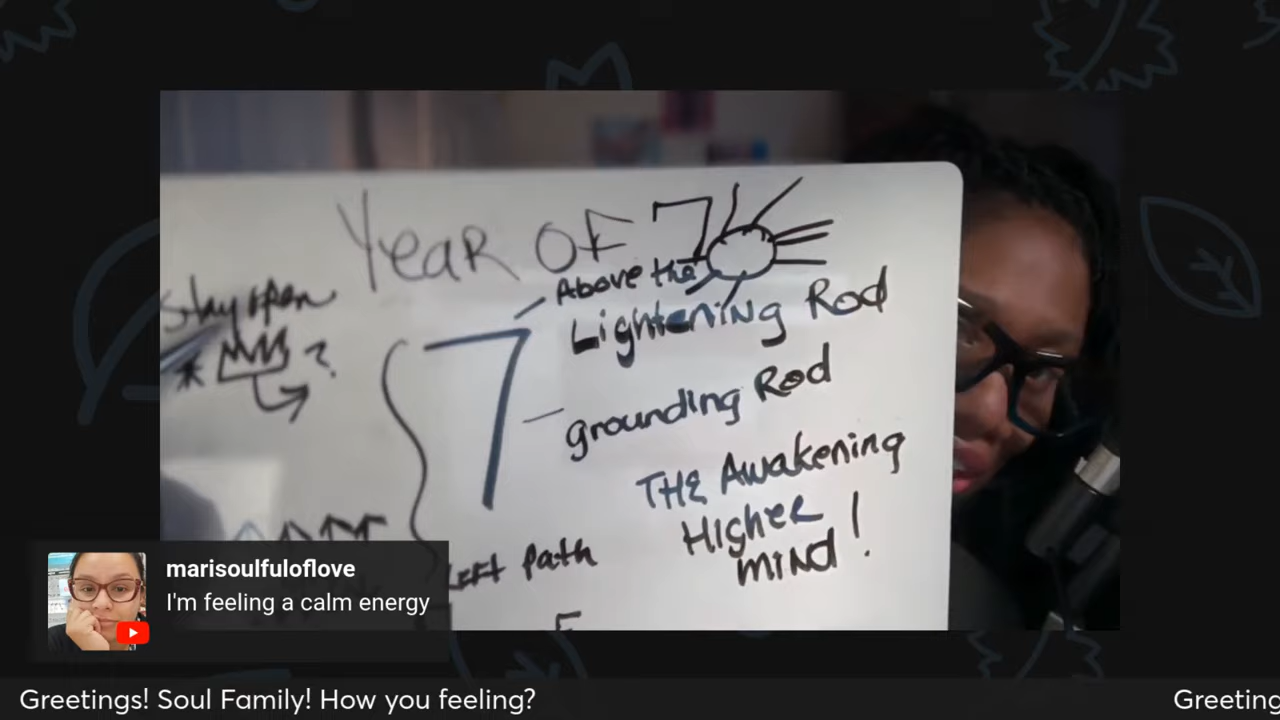 Year of 7
Stay open
Above the
Lightening Rod
7
?
grounding Rod
THE Awakening
Higher
mind!
Left Path
marisoulfuloflove
I'm feeling a calm energy
Greetings! Soul Family! How you feeling?
Greeting